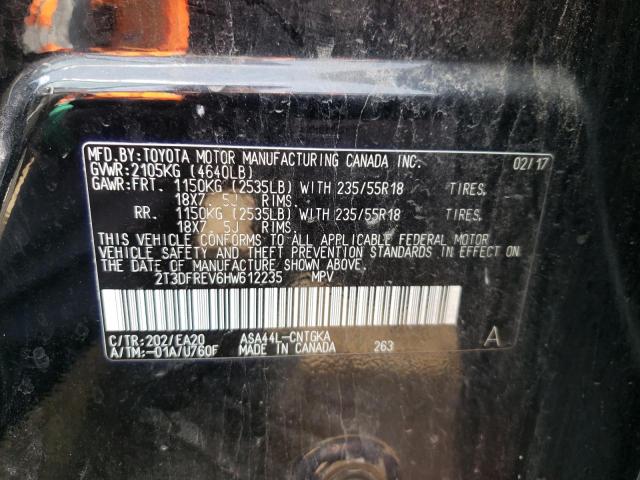 MFD.BY:TOYOTA MOTOR MANUFACTURING CANADA INC. 02/17
GVWR:2105KG (4640LB)
GAWR:FRT. 1150KG (2535LB) WITH 235/55R18 TIRES,
18X7 . 5J RIMS.
RR. 1150KG (2535LB) WITH 235/55R18 TIRES,
18X7 . 5J RIMS.
THIS VEHICLE CONFORMS TO ALL APPLICABLE FEDERAL MOTOR
VEHICLE SAFETY AND THEFT PREVENTION STANDARDS IN EFFECT ON
THE DATE OF MANUFACTURE SHOWN ABOVE.
2T3DFREV6HW612235 MPV
C/TR:202/EA20 ASA44L-CNTGKA A
A/TM:-01A/U760F MADE IN CANADA 263